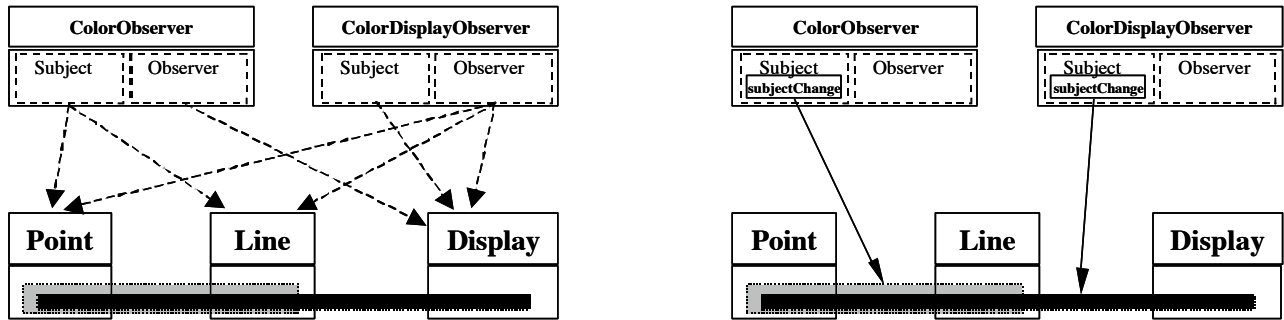 ColorObserver
ColorDisplayObserver
Subject
Observer
Subject
Observer
Point
Line
Display
ColorObserver
ColorDisplayObserver
Subject
subjectChange
Observer
Subject
subjectChange
Observer
Point
Line
Display